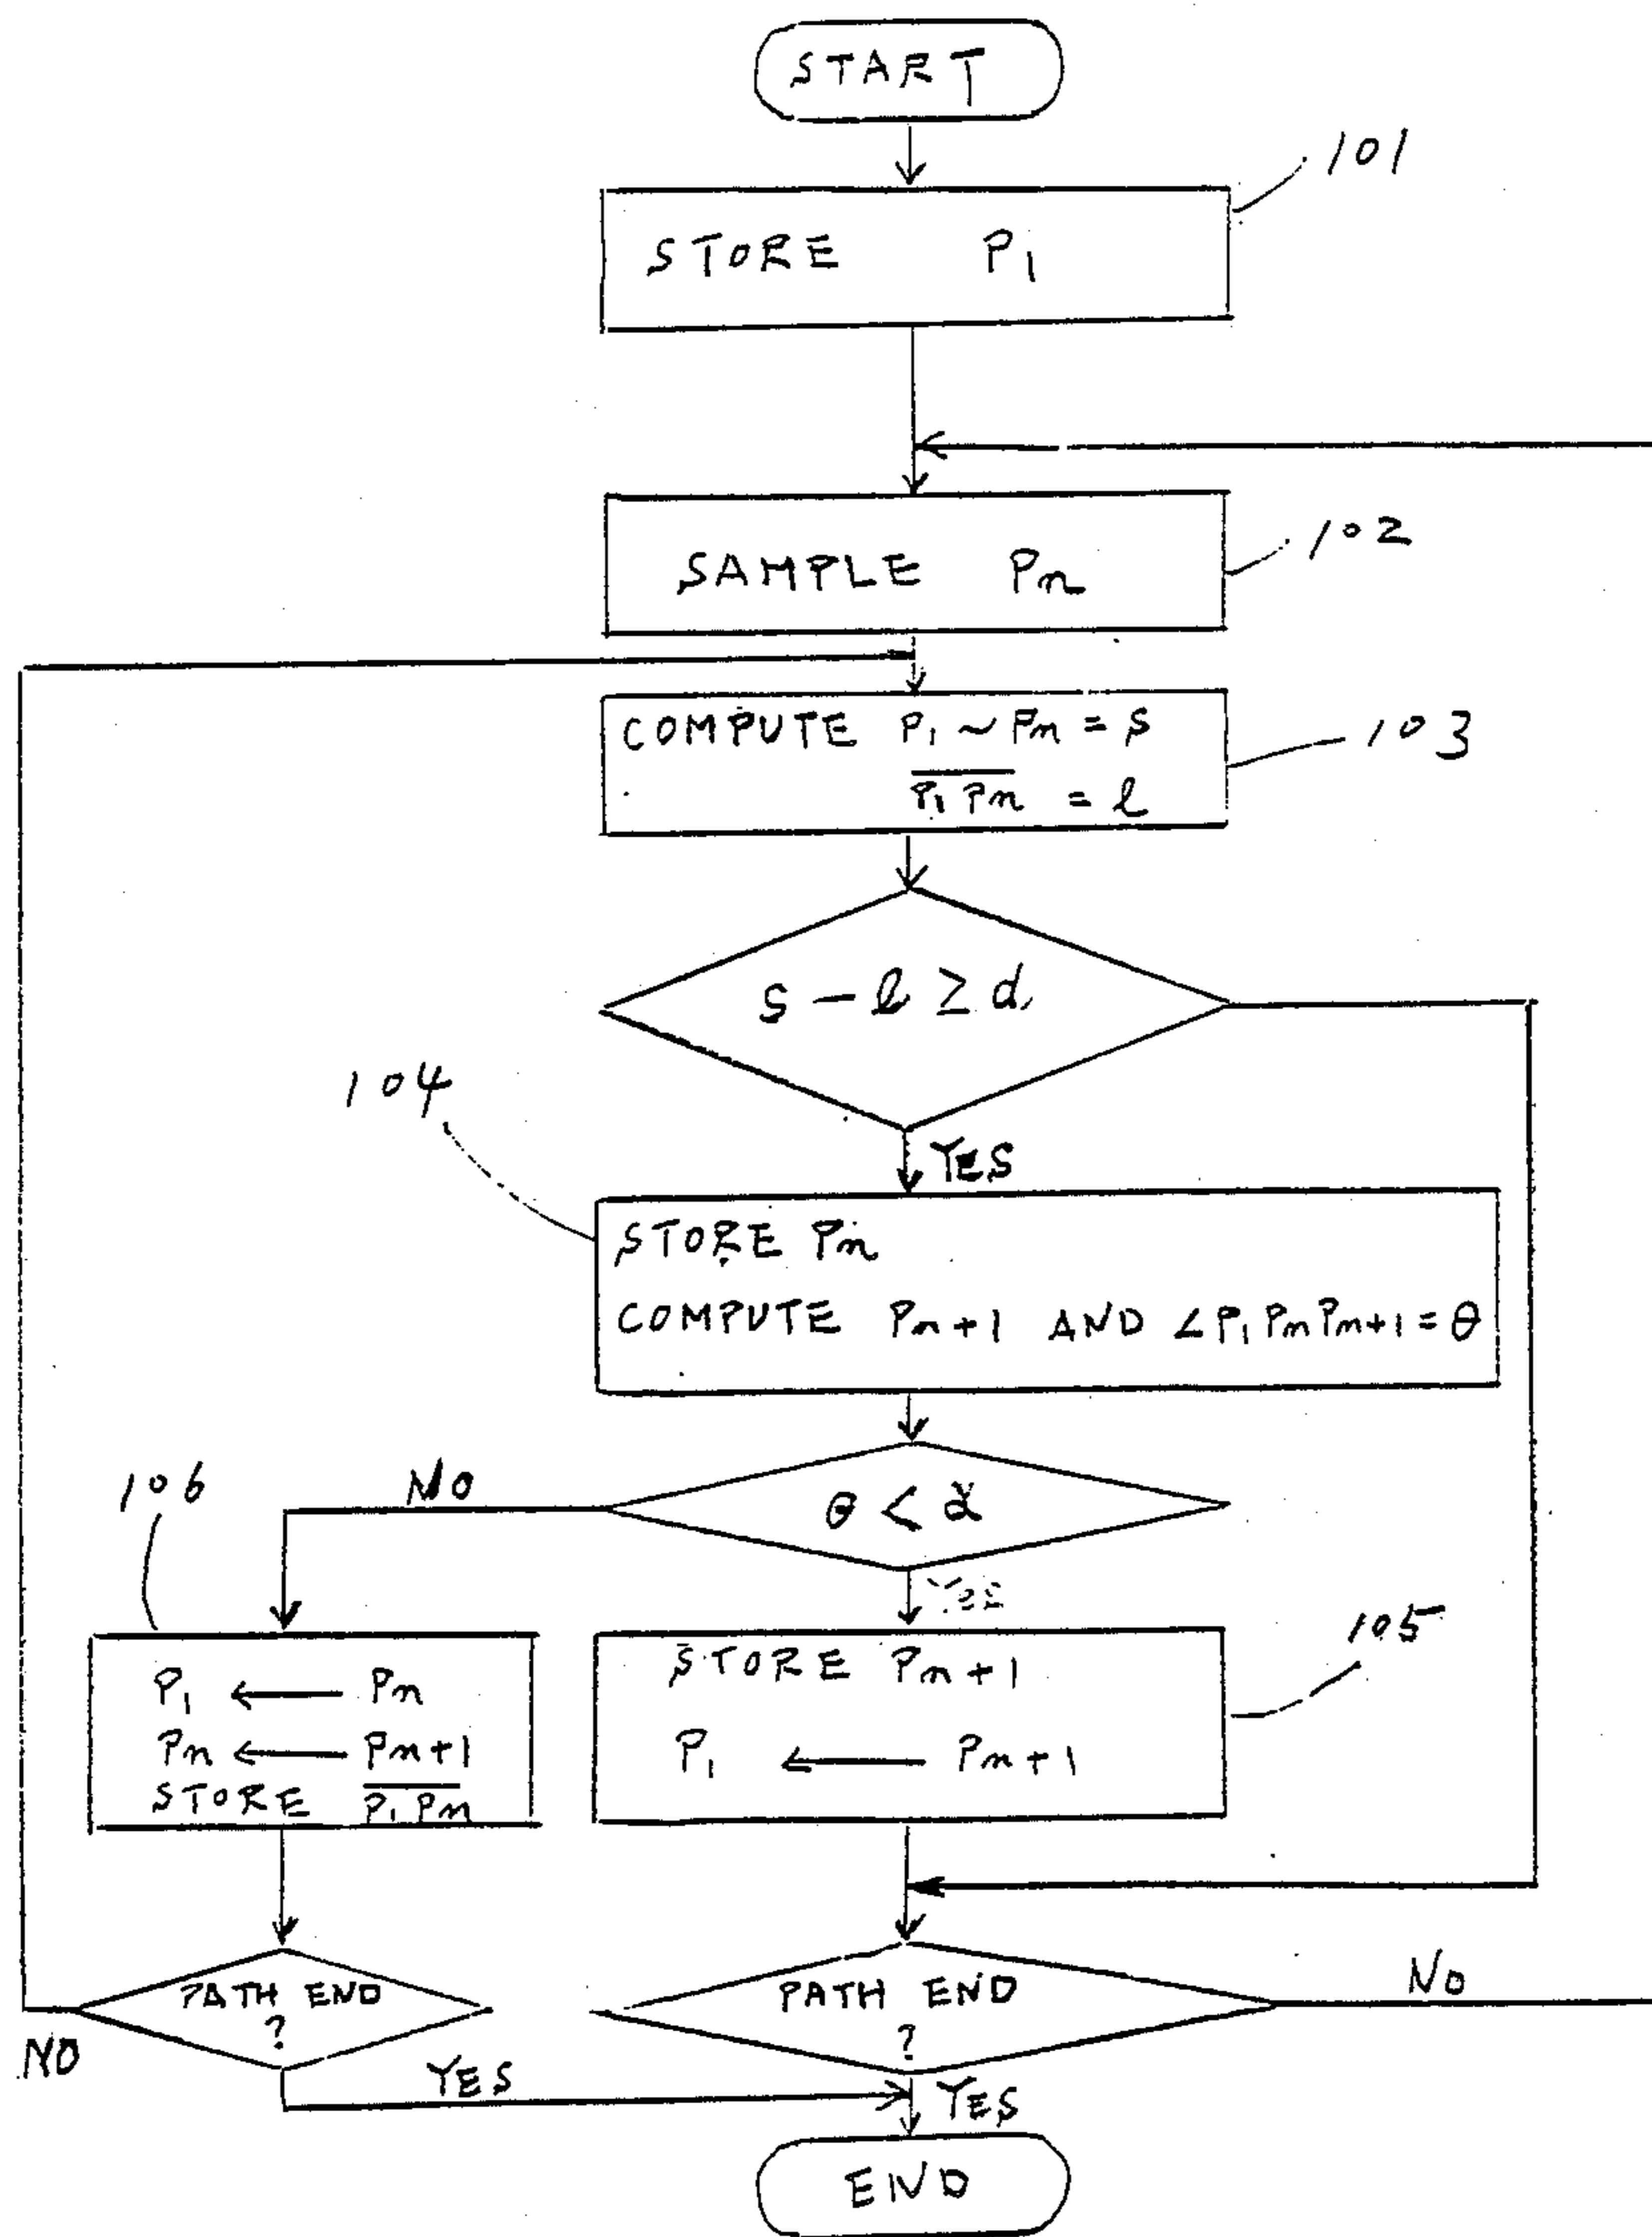 START
101
STORE P₁
102
SAMPLE Pn
COMPUTE P₁ ~ Pn = s
P̅₁̅ ̅P̅n̅ = l
103
s - l ≥ d
104
YES
STORE Pn
COMPUTE Pn+1 AND ∠P₁PnPn+1 = θ
106
NO
θ < α
Yes
105
P₁ ← Pn
Pn ← Pn+1
STORE P̅₁̅ ̅P̅n̅
STORE Pn+1
P₁ ← Pn+1
PATH END
?
NO
YES
PATH END
?
No
YES
END